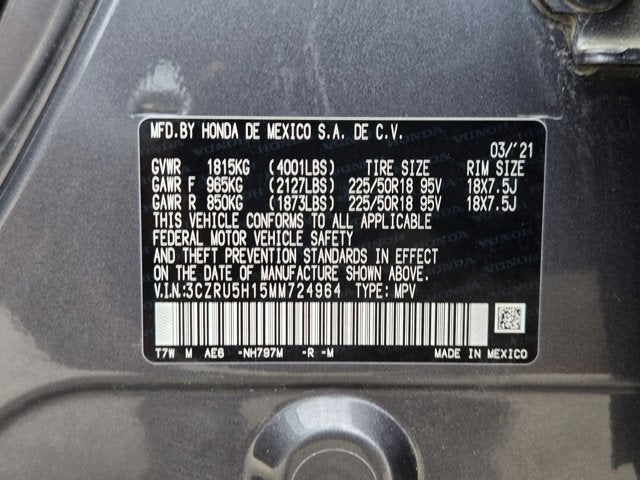 MFD.BY HONDA DE MEXICO S.A. DE C.V.
03/'21
GVWR 1815KG (4001LBS) TIRE SIZE RIM SIZE
GAWR F 965KG (2127LBS) 225/50R18 95V 18X7.5J
GAWR R 850KG (1873LBS) 225/50R18 95V 18X7.5J
THIS VEHICLE CONFORMS TO ALL APPLICABLE
FEDERAL MOTOR VEHICLE SAFETY
AND THEFT PREVENTION STANDARDS IN EFFECT
ON THE DATE OF MANUFACTURE SHOWN ABOVE.
V.I.N:3CZRU5H15MM724964 TYPE:MPV
T7W M AE6 -NH797M -R -M MADE IN MEXICO